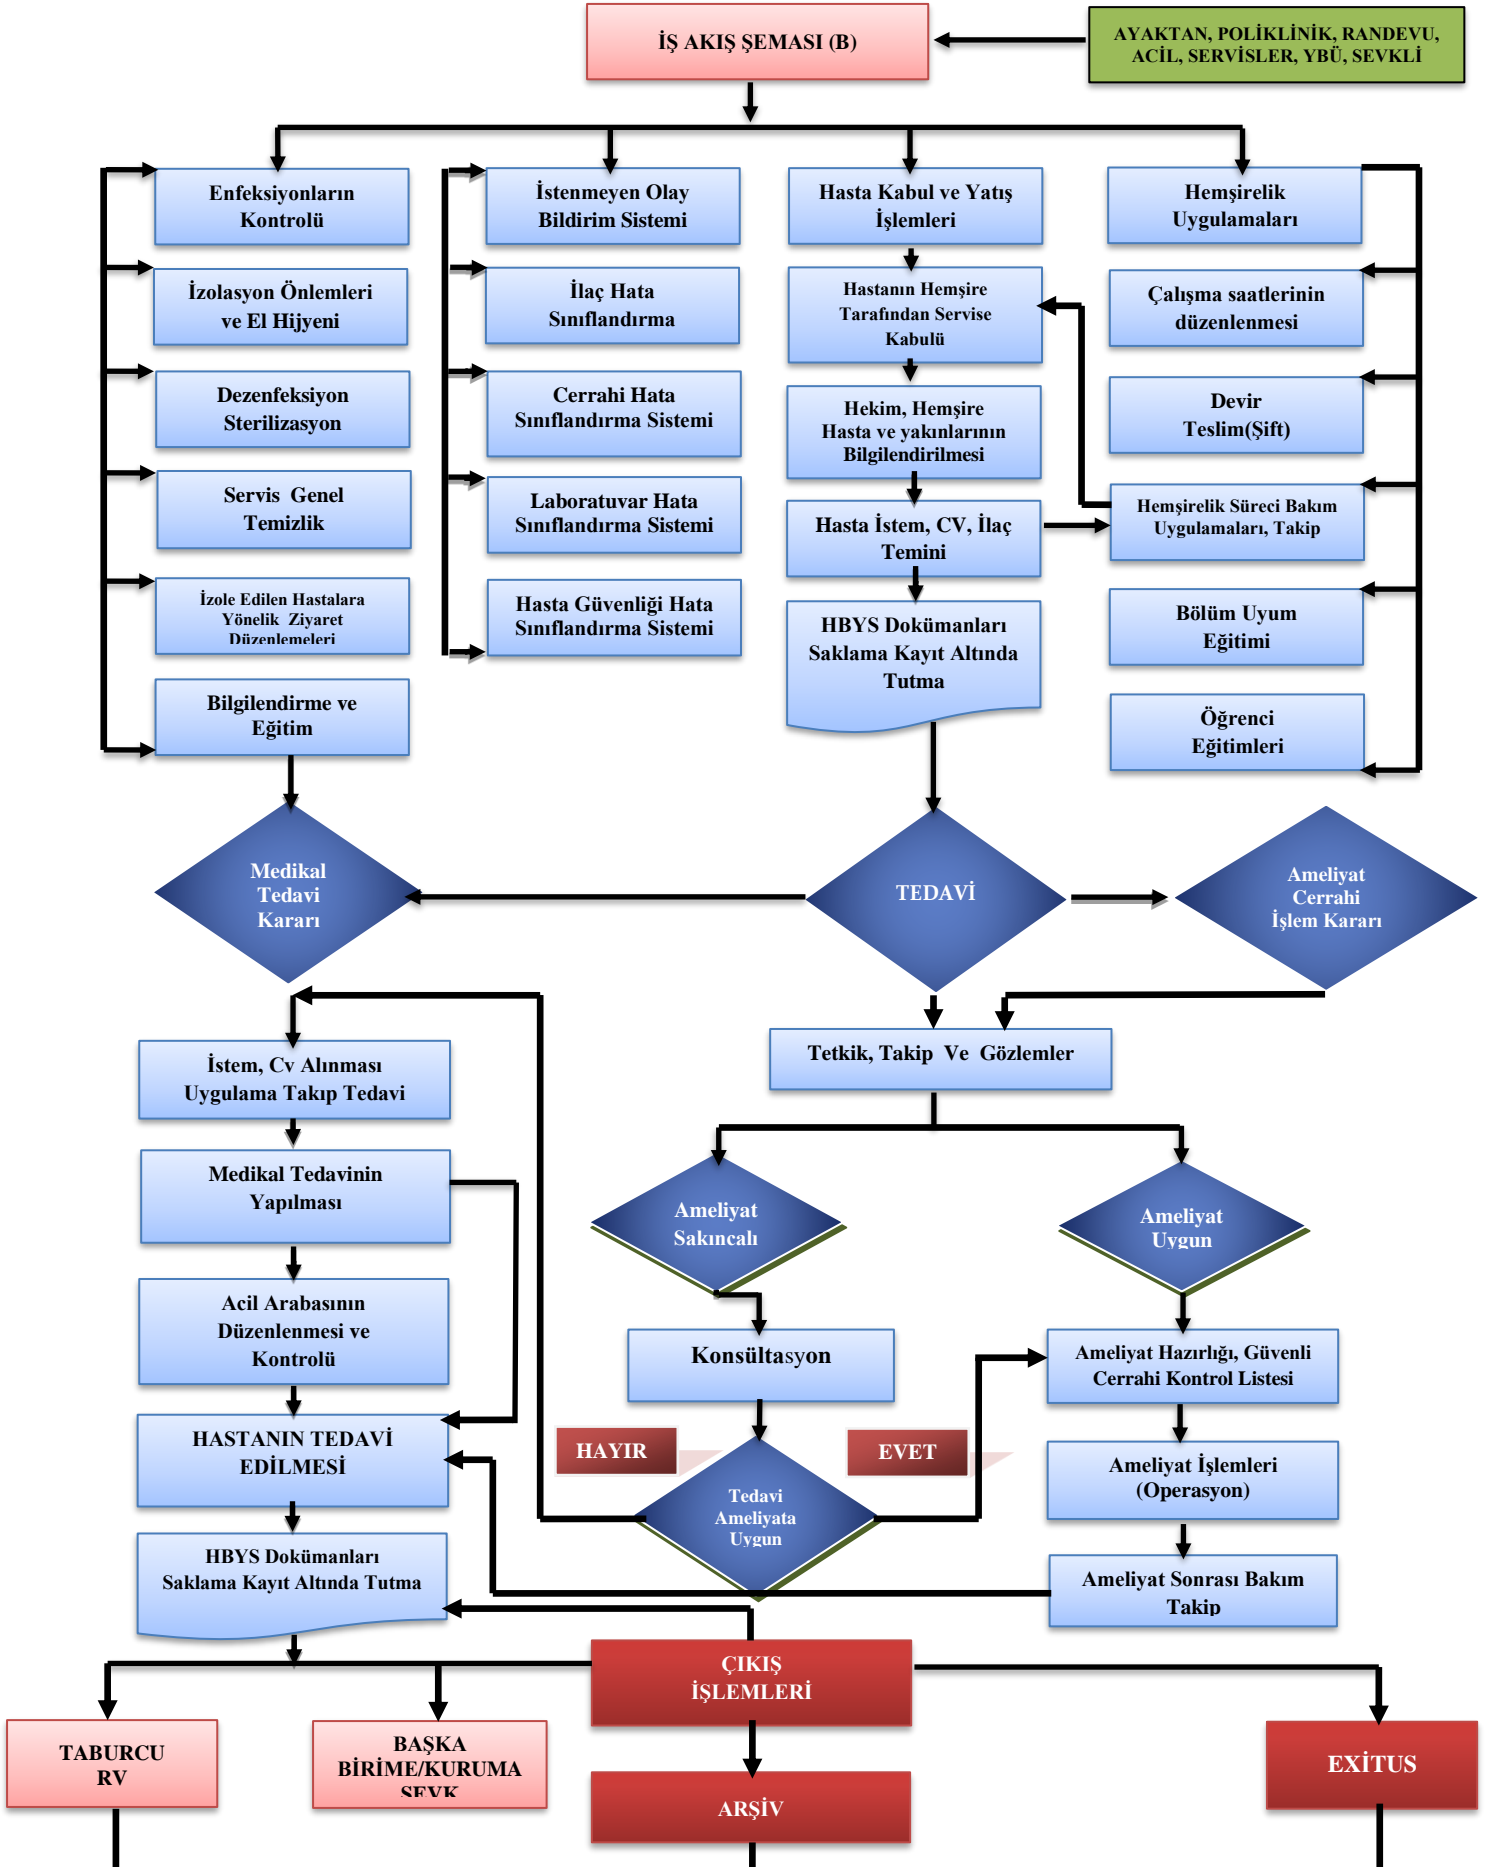 İŞ AKIŞ ŞEMASI (B)
AYAKTAN, POLİKLİNİK, RANDEVU,
ACİL, SERVİSLER, YBÜ, SEVKLİ
Enfeksiyonların
Kontrolü
İstenmeyen Olay
Bildirim Sistemi
Hasta Kabul ve Yatış
İşlemleri
Hemşirelik
Uygulamaları
İzolasyon Önlemleri
ve El Hijyeni
İlaç Hata
Sınıflandırma
Hastanın Hemşire
Tarafından Servise
Kabulü
Çalışma saatlerinin
düzenlenmesi
Dezenfeksiyon
Sterilizasyon
Cerrahi Hata
Sınıflandırma Sistemi
Hekim, Hemşire
Hasta ve yakınlarının
Bilgilendirilmesi
Devir
Teslim(Şift)
Servis Genel
Temizlik
Laboratuvar Hata
Sınıflandırma Sistemi
Hasta İstem, CV, İlaç
Temini
Hemşirelik Süreci Bakım
Uygulamaları, Takip
İzole Edilen Hastalara
Yönelik Ziyaret
Düzenlemeleri
Hasta Güvenliği Hata
Sınıflandırma Sistemi
HBYS Dokümanları
Saklama Kayıt Altında
Tutma
Bölüm Uyum
Eğitimi
Bilgilendirme ve
Eğitim
Öğrenci
Eğitimleri
Medikal
Tedavi
Kararı
TEDAVİ
Ameliyat
Cerrahi
İşlem Kararı
İstem, Cv Alınması
Uygulama Takıp Tedavi
Tetkik, Takip Ve Gözlemler
Medikal Tedavinin
Yapılması
Ameliyat
Sakıncalı
Ameliyat
Uygun
Acil Arabasının
Düzenlenmesi ve
Kontrolü
Konsültasyon
Ameliyat Hazırlığı, Güvenli
Cerrahi Kontrol Listesi
HASTANIN TEDAVİ
EDİLMESİ
HAYIR
EVET
Tedavi
Ameliyata
Uygun
Ameliyat İşlemleri
(Operasyon)
HBYS Dokümanları
Saklama Kayıt Altında Tutma
Ameliyat Sonrası Bakım
Takip
ÇIKIŞ
İŞLEMLERİ
TABURCU
RV
BAŞKA
BİRİME/KURUMA
SEVK
ARŞİV
EXİTUS